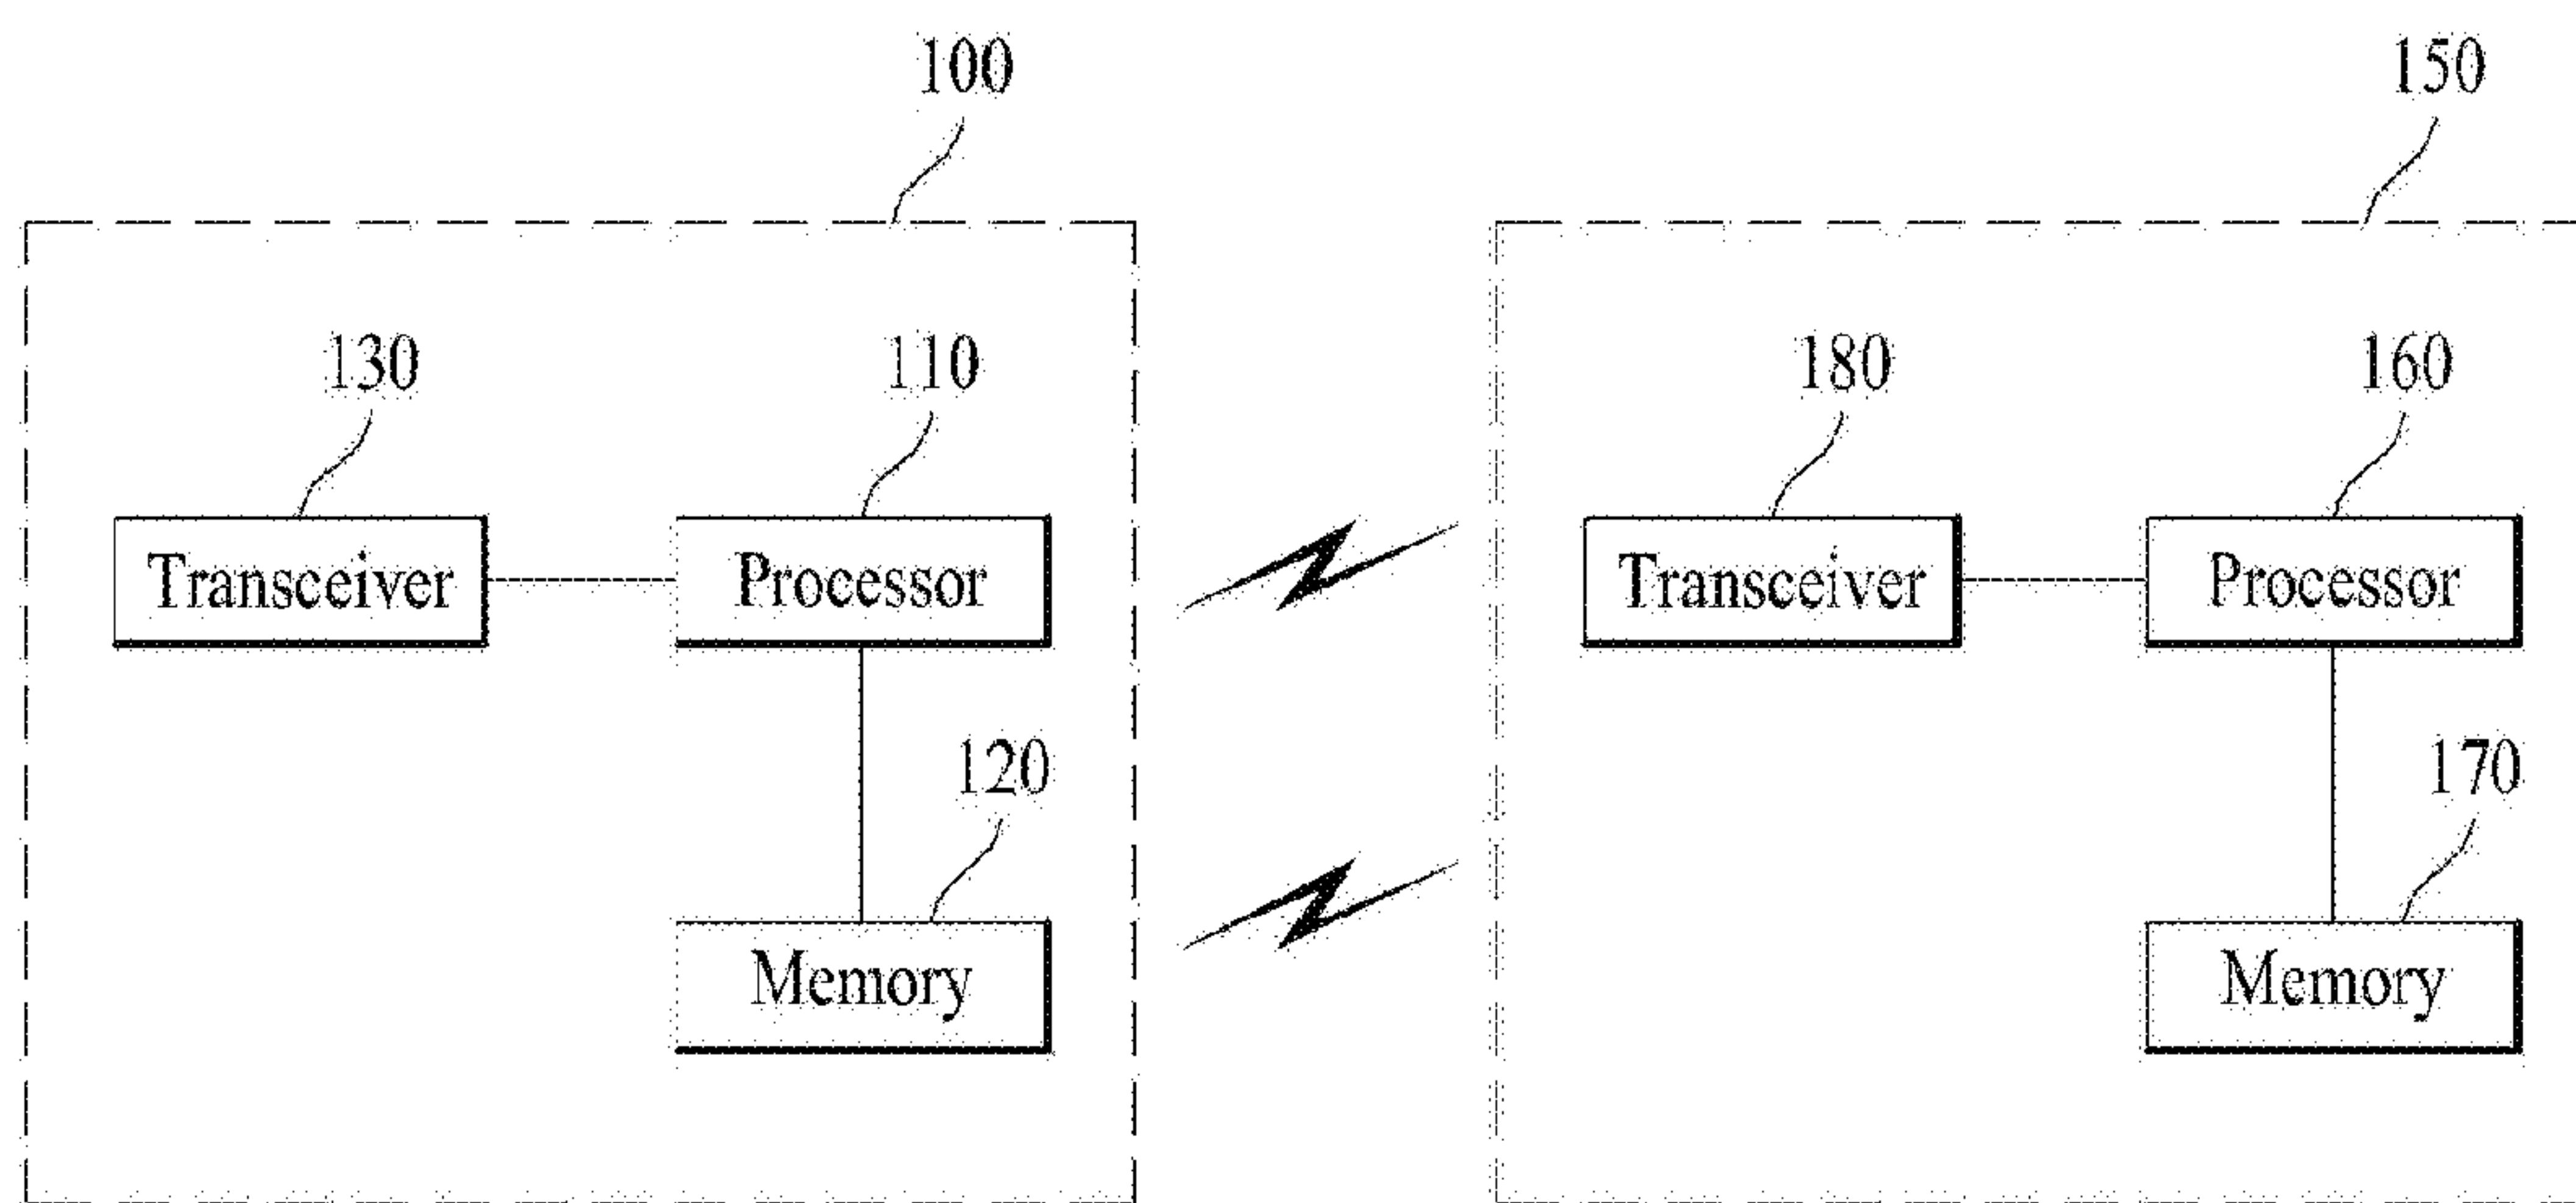 100 150
130 110 180 160
Transceiver Processor Transceiver Processor
120 170
Memory Memory